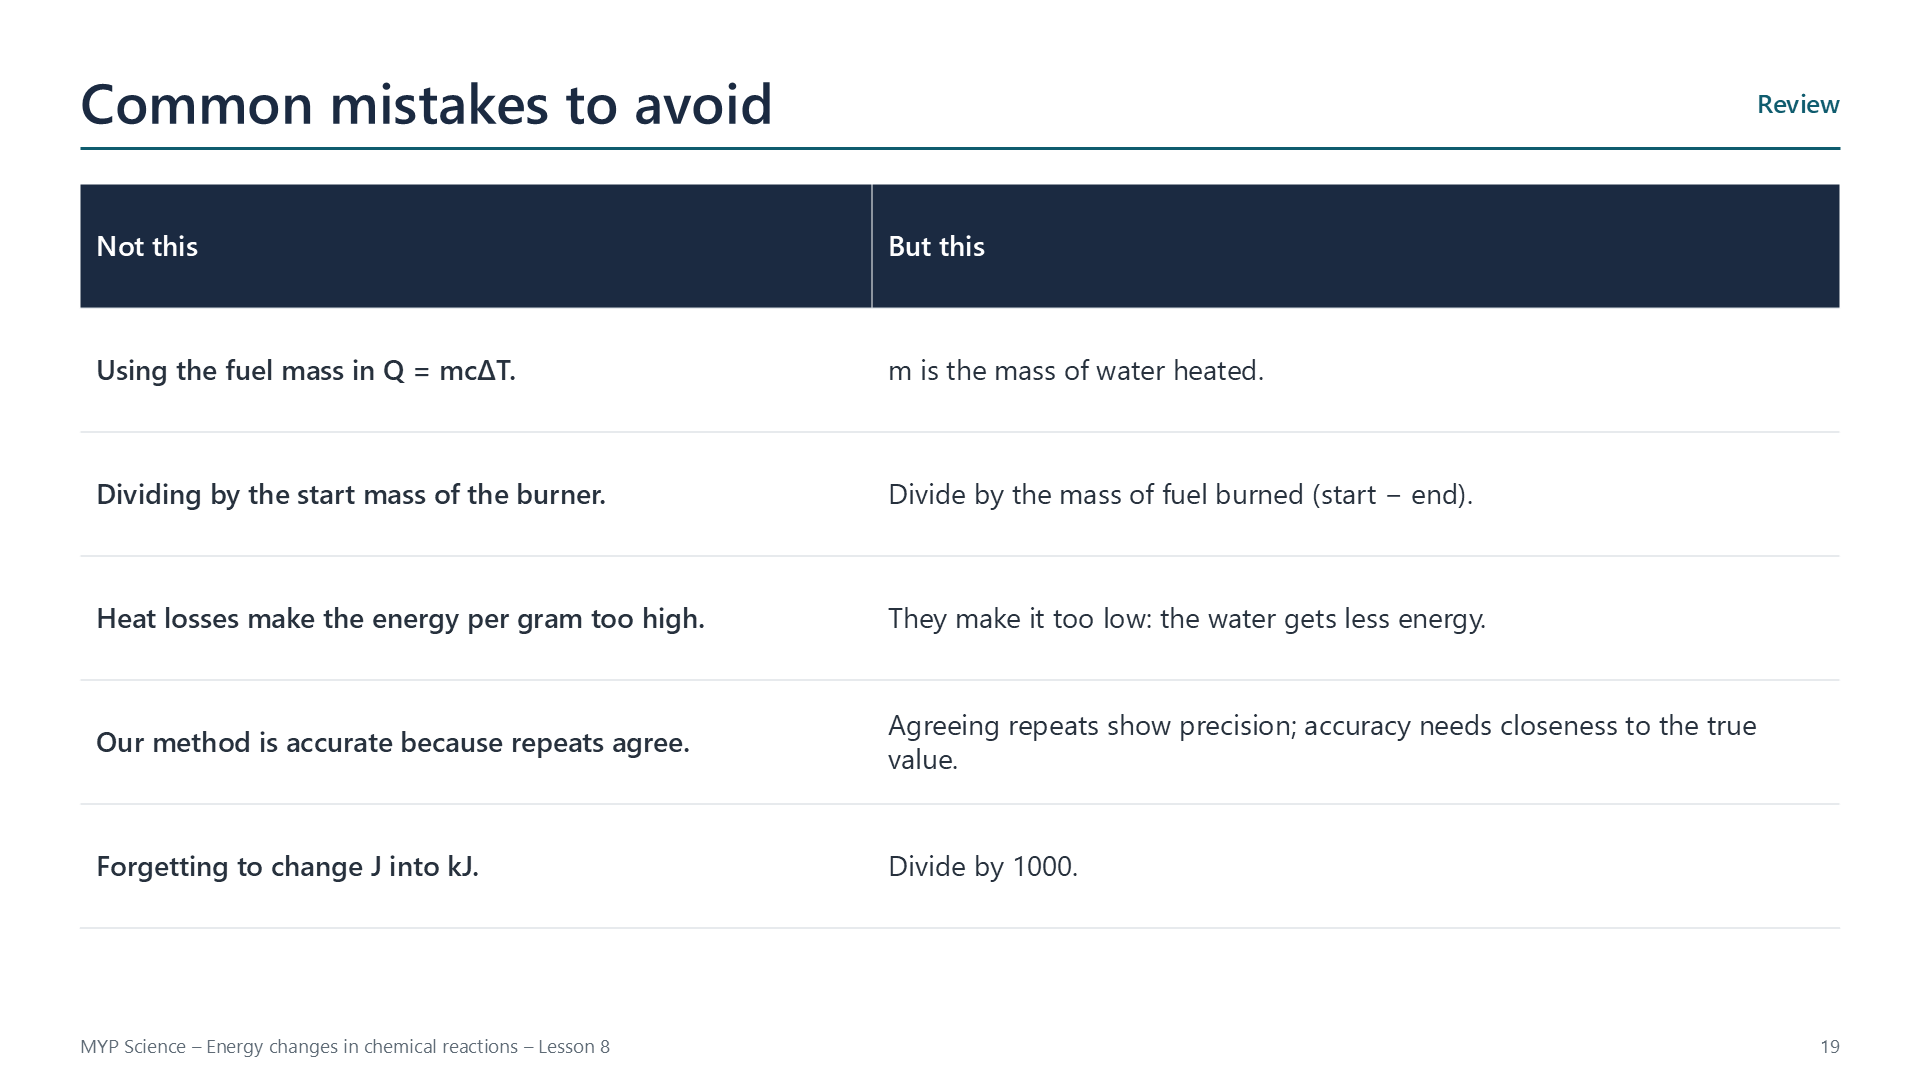 Common mistakes to avoid
Review
Not this
But this
Using the fuel mass in Q = mcΔT.
m is the mass of water heated.
Dividing by the start mass of the burner.
Divide by the mass of fuel burned (start − end).
Heat losses make the energy per gram too high.
They make it too low: the water gets less energy.
Our method is accurate because repeats agree.
Agreeing repeats show precision; accuracy needs closeness to the true
value.
Forgetting to change J into kJ.
Divide by 1000.
MYP Science – Energy changes in chemical reactions – Lesson 8
19